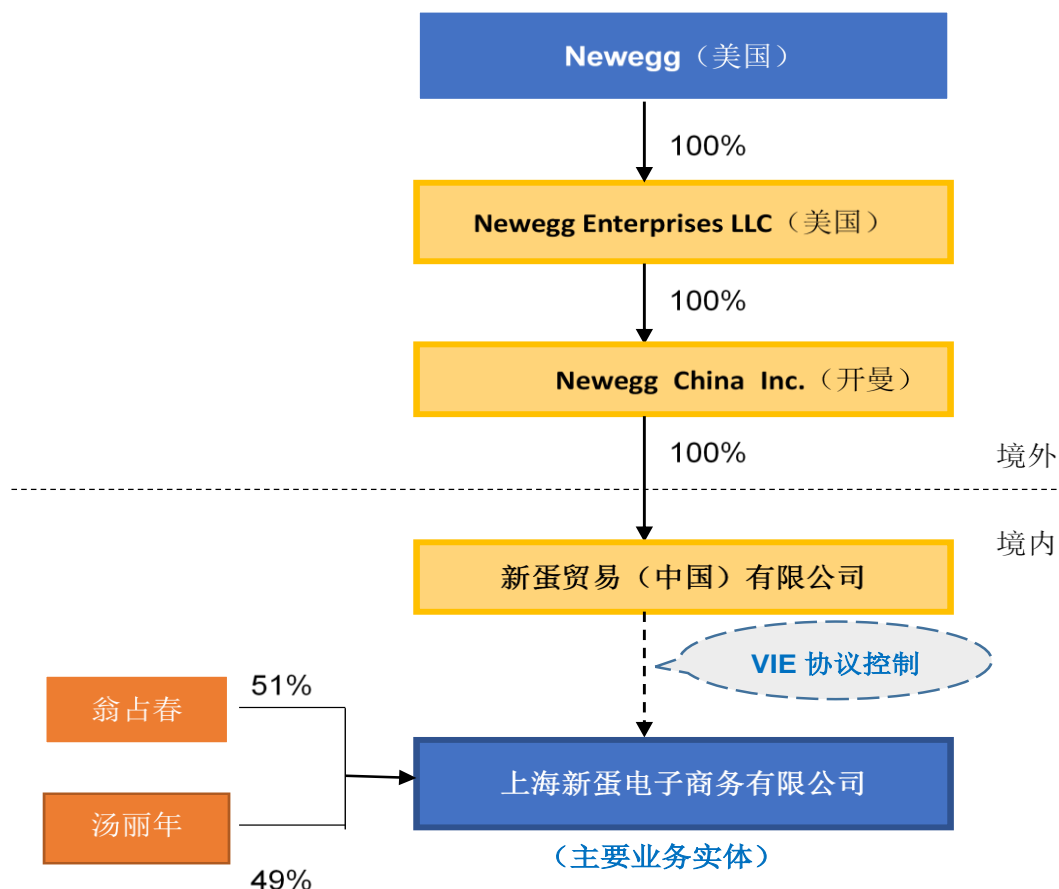 Newegg（美国）
100%
Newegg Enterprises LLC（美国）
100%
Newegg China Inc.（开曼）
100%
境外
境内
新蛋贸易（中国）有限公司
VIE 协议控制
翁占春
51%
上海新蛋电子商务有限公司
汤丽年
49%
（主要业务实体）